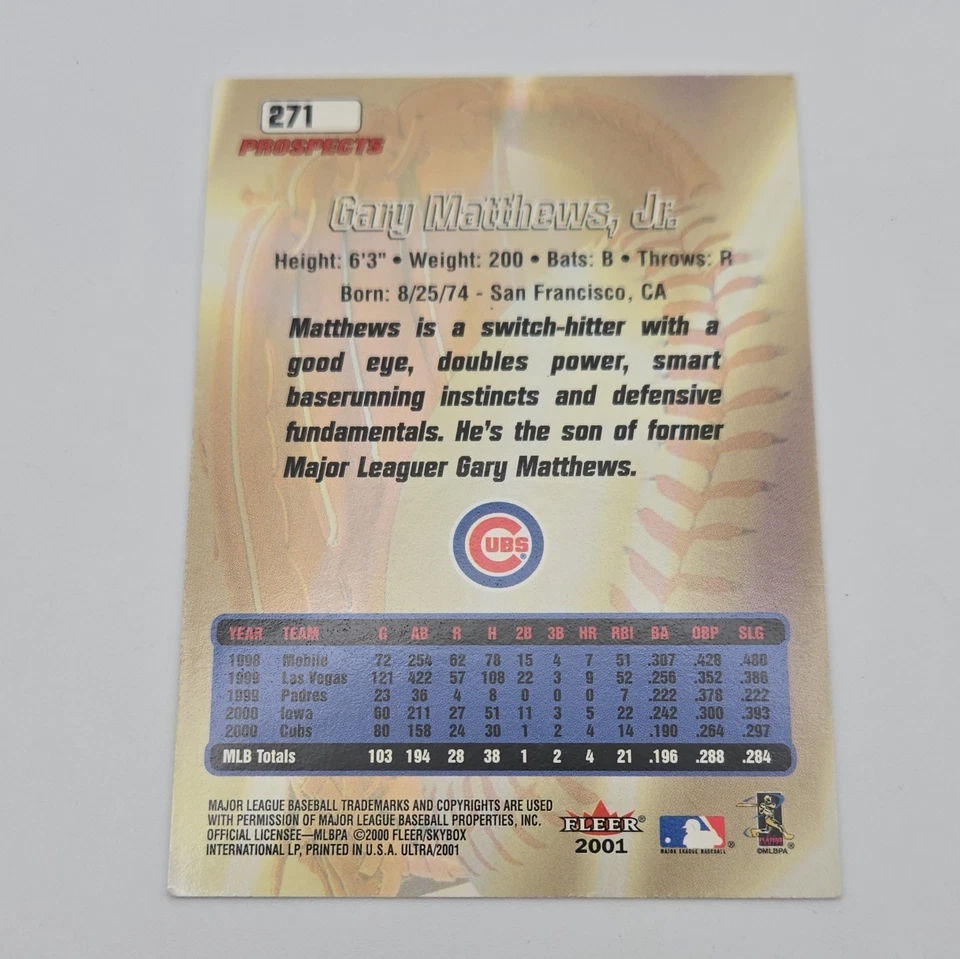 271
PROSPECTS
Gary Matthews, Jr.
Height: 6'3" • Weight: 200 • Bats: B • Throws: R
Born: 8/25/74 - San Francisco, CA
Matthews is a switch-hitter with a
good eye, doubles power, smart
baserunning instincts and defensive
fundamentals. He's the son of former
Major Leaguer Gary Matthews.
CUBS®
YEAR TEAM G AB R H 2B 3B HR RBI BA OBP SLG
1998 Mobile 72 254 62 78 15 4 7 51 .307 .428 .480
1999 Las Vegas 121 422 57 108 22 3 9 52 .256 .352 .386
1999 Padres 23 36 4 8 0 0 0 7 .222 .378 .222
2000 Iowa 60 211 27 51 11 3 5 22 .242 .300 .393
2000 Cubs 80 158 24 30 1 2 4 14 .190 .264 .297
MLB Totals 103 194 28 38 1 2 4 21 .196 .288 .284
MAJOR LEAGUE BASEBALL TRADEMARKS AND COPYRIGHTS ARE USED
WITH PERMISSION OF MAJOR LEAGUE BASEBALL PROPERTIES, INC.
OFFICIAL LICENSEE—MLBPA ©2000 FLEER/SKYBOX
INTERNATIONAL LP, PRINTED IN U.S.A. ULTRA/2001
FLEER®
2001
MAJOR LEAGUE BASEBALL®
©MLBPA ®